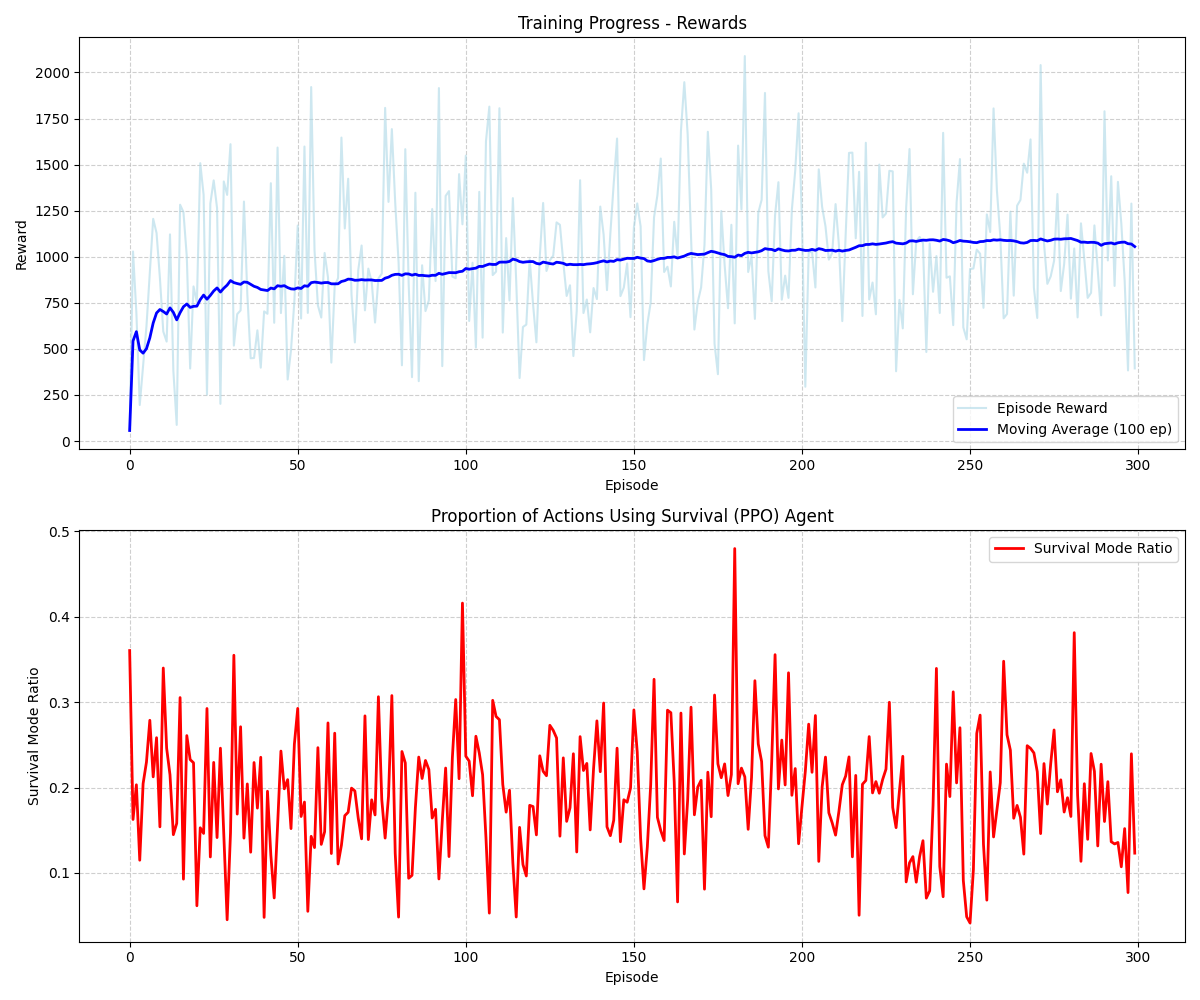 Training Progress - Rewards
Reward
2000
1750
1500
1250
1000
750
500
250
0
Episode Reward
Moving Average (100 ep)
0 50 100 150 200 250 300
Episode
Proportion of Actions Using Survival (PPO) Agent
Survival Mode Ratio
0.5
0.4
0.3
0.2
0.1
Survival Mode Ratio
0 50 100 150 200 250 300
Episode